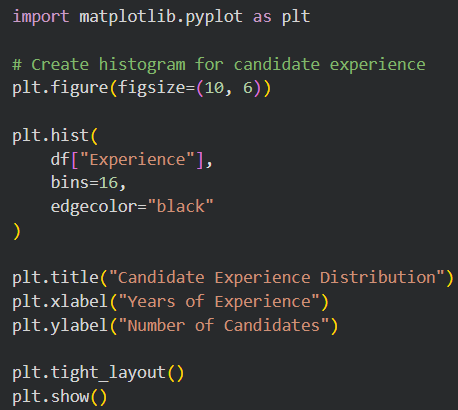 import matplotlib.pyplot as plt
# Create histogram for candidate experience
plt.figure(figsize=(10, 6))
plt.hist(
    df["Experience"],
    bins=16,
    edgecolor="black"
)
plt.title("Candidate Experience Distribution")
plt.xlabel("Years of Experience")
plt.ylabel("Number of Candidates")
plt.tight_layout()
plt.show()